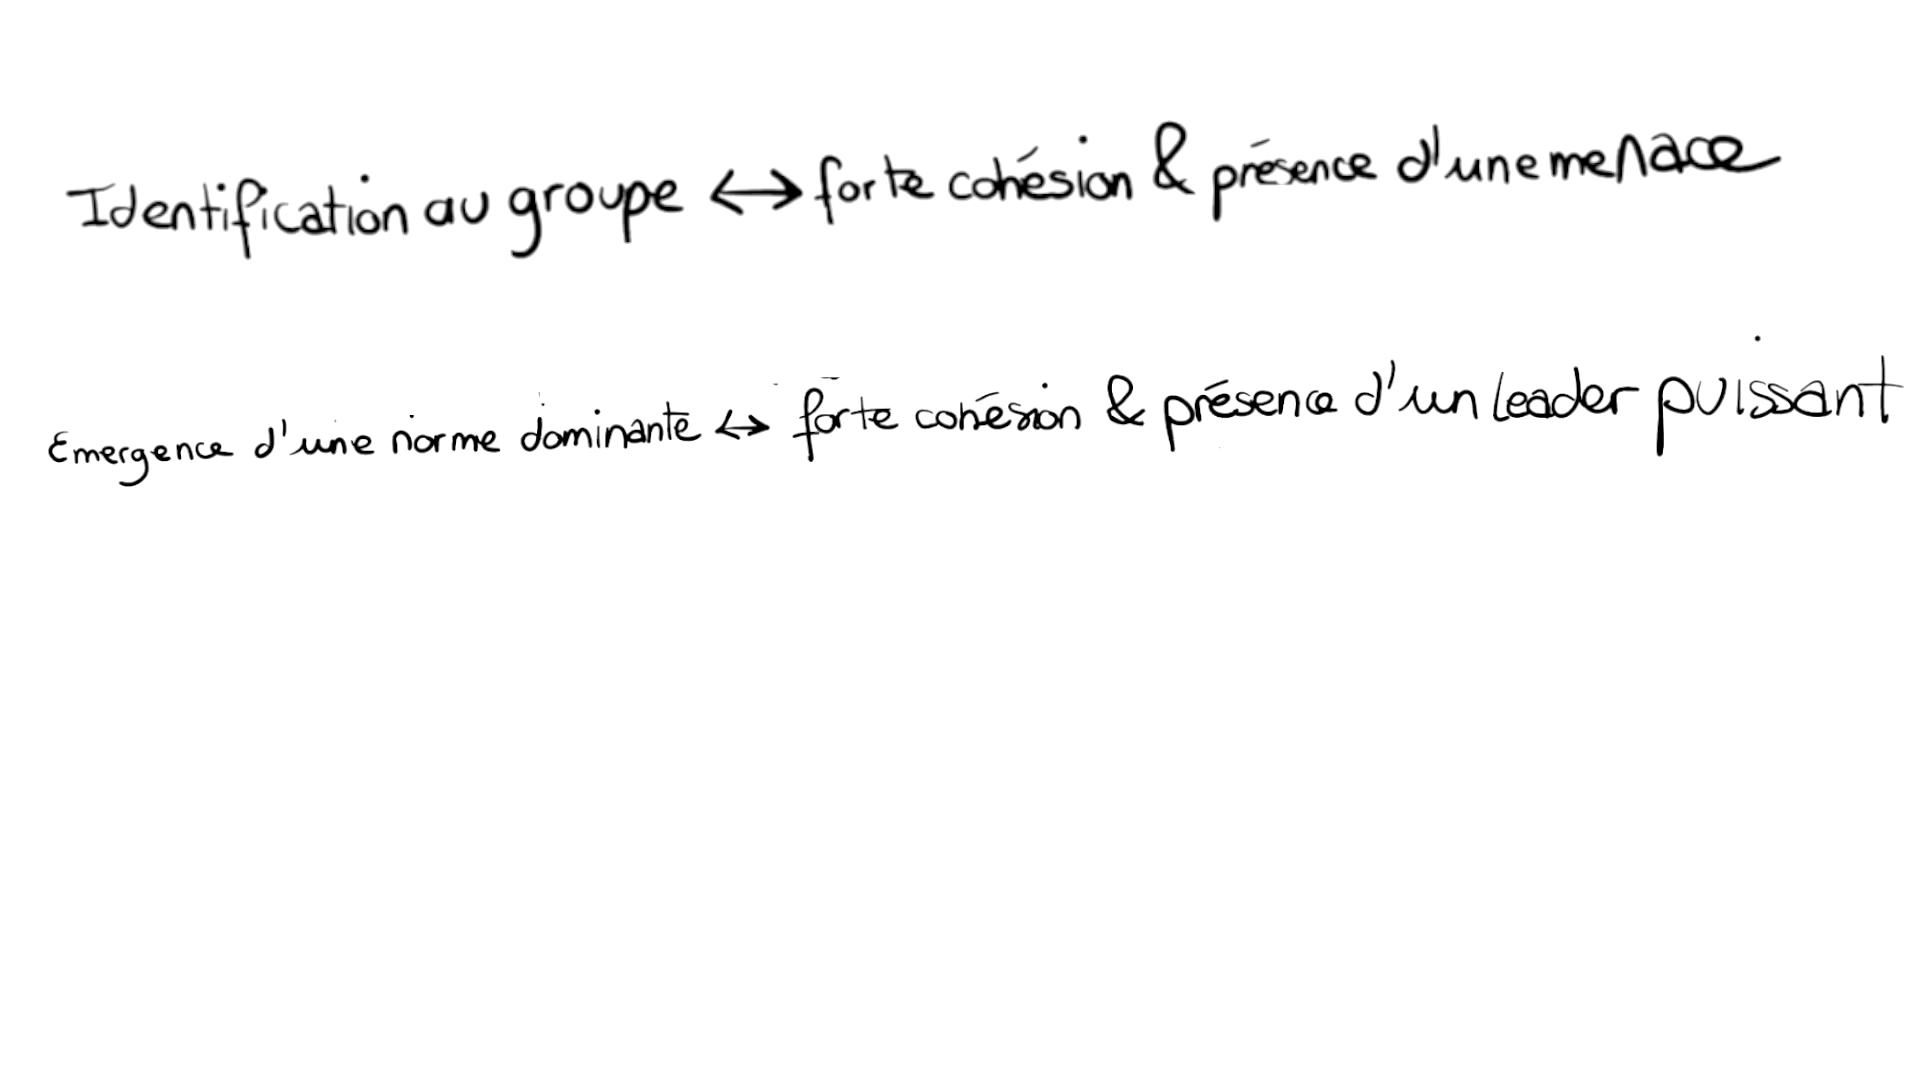 Identification au groupe ↔ forte cohésion & présence d'une menace
Emergence d'une norme dominante ↔ forte cohésion & présence d'un leader puissant